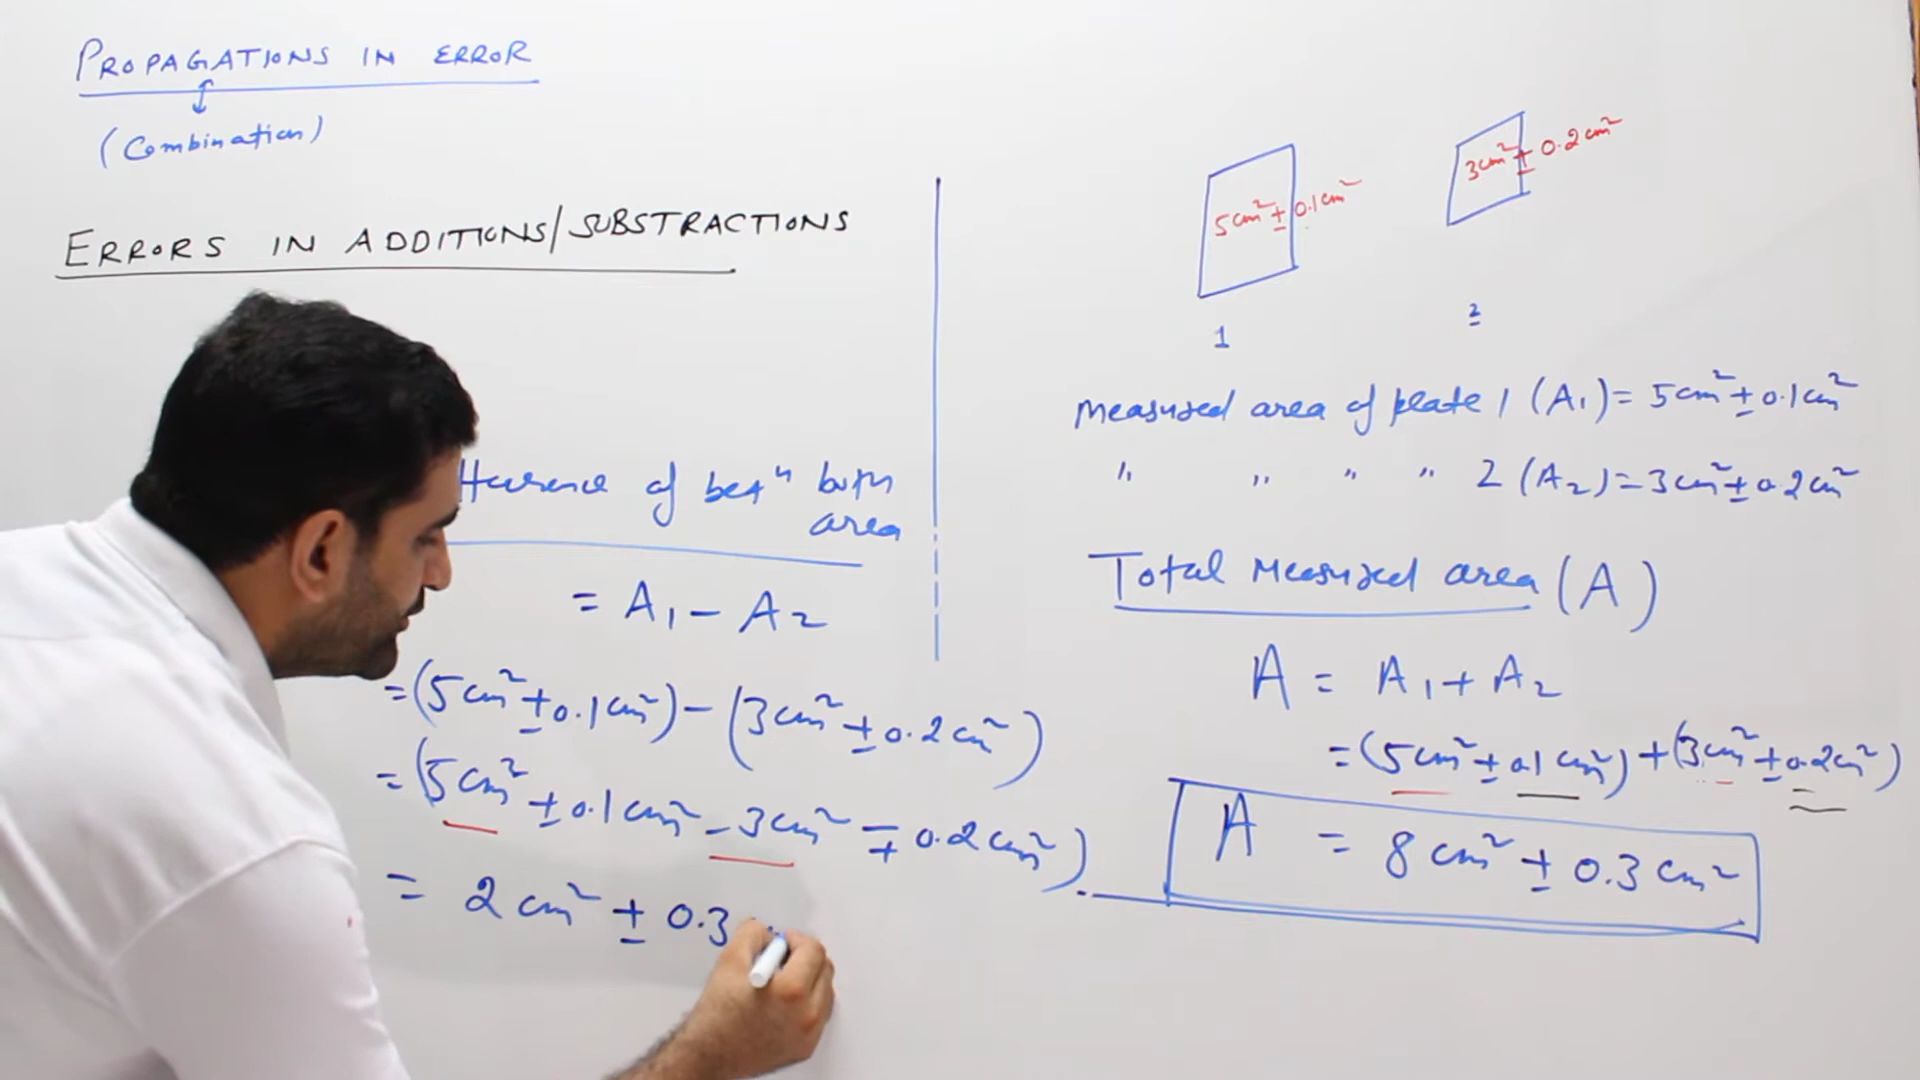 PROPAGATIONS IN ERROR
(Combination)
ERRORS IN ADDITIONS/SUBSTRACTIONS
of betⁿ both
area
= A₁ - A₂
= (5cm² ± 0.1cm²) - (3cm² ± 0.2cm²)
= (5cm² ± 0.1cm² - 3cm² ∓ 0.2cm²)
= 2cm² ± 0.3
5cm² ± 0.1cm²
3cm² ± 0.2cm²
1
2
Measured area of plate 1 (A₁) = 5cm² ± 0.1cm²
" " " " 2 (A₂) = 3cm² ± 0.2cm²
Total Measured area (A)
A = A₁ + A₂
= (5cm² ± 0.1cm²) + (3cm² ± 0.2cm²)
A = 8cm² ± 0.3cm²